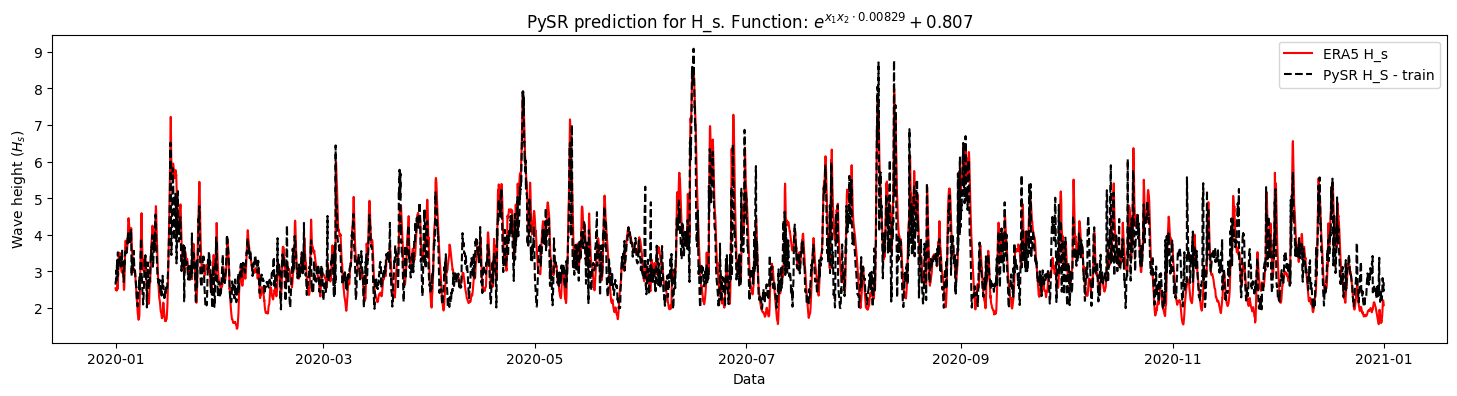 PySR prediction for H_s. Function: $e^{x_1 x_2 \cdot 0.00829} + 0.807$
ERA5 H_s
PySR H_S - train
Wave height ($H_s$)
9
8
7
6
5
4
3
2
2020-01 2020-03 2020-05 2020-07 2020-09 2020-11 2021-01
Data